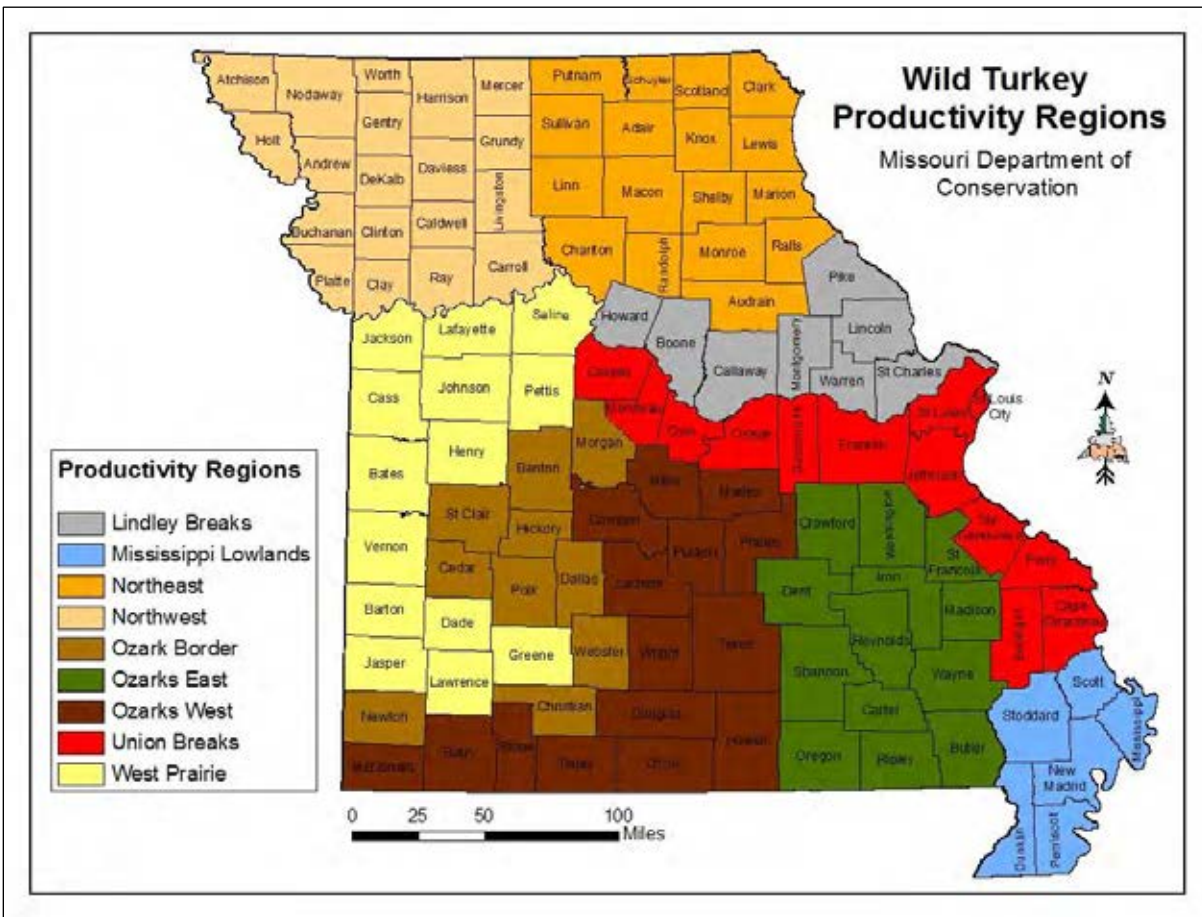 Wild Turkey
Productivity Regions
Missouri Department of
Conservation
Atchison
Nodaway
Worth
Harrison
Mercer
Putnam
Schuyler
Scotland
Clark
Holt
Gentry
Grundy
Sullivan
Adair
Knox
Lewis
Andrew
DeKalb
Daviess
Livingston
Linn
Macon
Shelby
Marion
Buchanan
Clinton
Caldwell
Chariton
Randolph
Monroe
Ralls
Platte
Clay
Ray
Carroll
Audrain
Pike
Jackson
Lafayette
Saline
Howard
Boone
Callaway
Montgomery
Lincoln
Warren
St Charles
Cass
Johnson
Pettis
Cooper
Moniteau
Cole
Osage
Gasconade
Franklin
St Louis
St Louis
City
Jefferson
N
Bates
Henry
Benton
Morgan
Miller
Maries
Vernon
St Clair
Hickory
Camden
Pulaski
Phelps
Crawford
Washington
St
Francois
Ste
Genevieve
Perry
Cedar
Polk
Dallas
Laclede
Dent
Iron
Madison
Bollinger
Cape
Girardeau
Barton
Dade
Greene
Webster
Wright
Texas
Shannon
Reynolds
Wayne
Jasper
Lawrence
Christian
Douglas
Howell
Carter
Stoddard
Scott
Mississippi
Newton
McDonald
Barry
Stone
Taney
Ozark
Oregon
Ripley
Butler
New
Madrid
Dunklin
Pemiscot
Productivity Regions
Lindley Breaks
Mississippi Lowlands
Northeast
Northwest
Ozark Border
Ozarks East
Ozarks West
Union Breaks
West Prairie
0 25 50 100
Miles